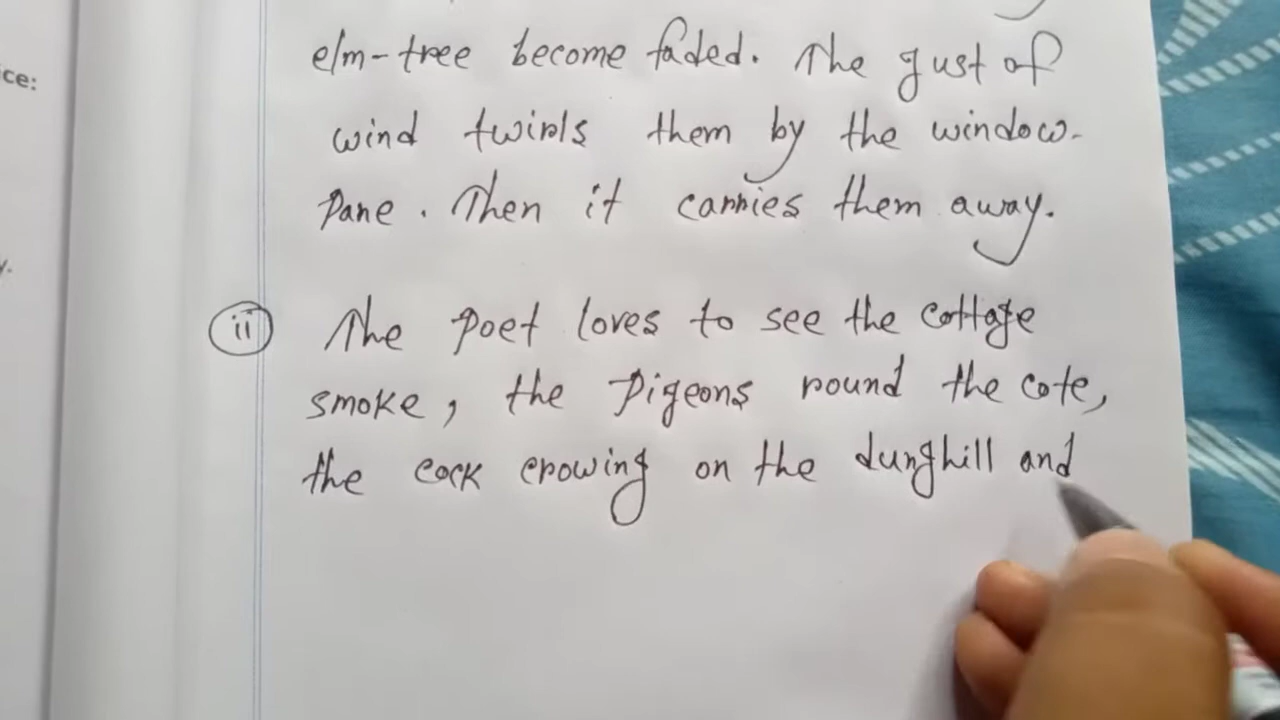 ce:
y.
elm-tree become faded. The gust of
wind twirls them by the window-
pane. Then it carries them away.
ii The poet loves to see the cottage
smoke, the pigeons round the cote,
the cock crowing on the dunghill and